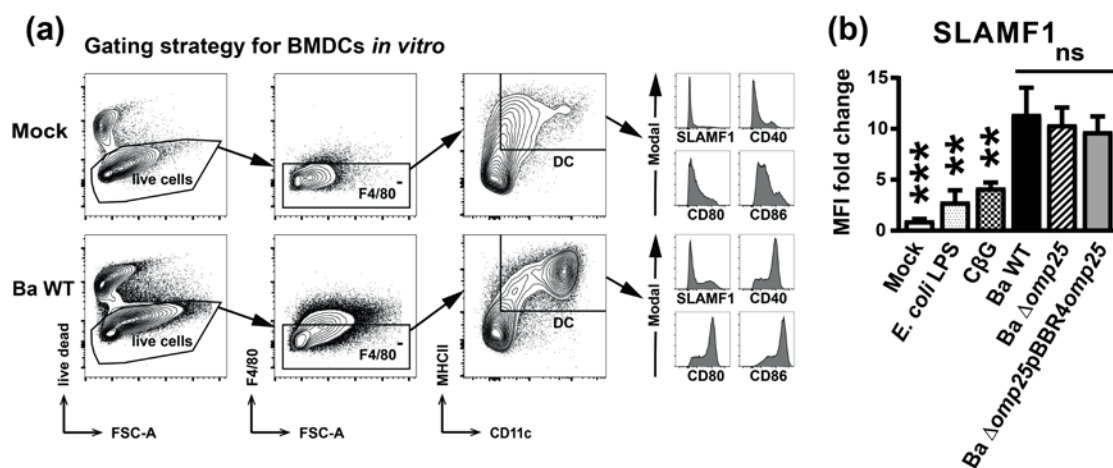 (a)
Gating strategy for BMDCs in vitro
Mock
live cells
F4/80 -
DC
Modal
SLAMF1
CD40
CD80
CD86
Ba WT
live cells
F4/80 -
DC
Modal
SLAMF1
CD40
CD80
CD86
live dead
FSC-A
F4/80
FSC-A
MHCII
CD11c
(b)
SLAMF1
ns
MFI fold change
15
10
5
0
***
**
**
Mock
E. coli LPS
CβG
Ba WT
Ba Δomp25
Ba Δomp25pBBR4omp25